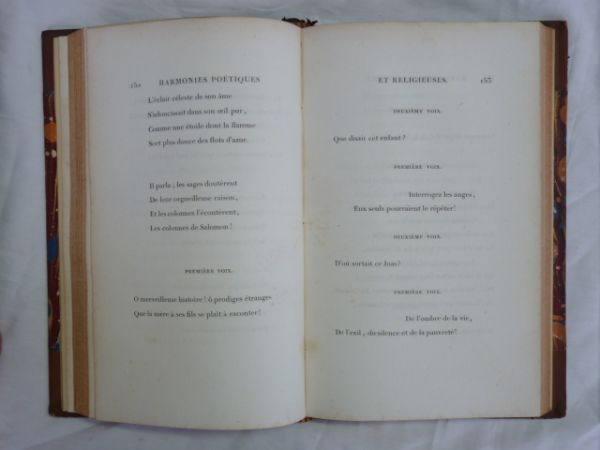 152 HARMONIES POÉTIQUES
L'éclair céleste de son âme
S'adoucissait dans son œil pur,
Comme une étoile dont la flamme
Sort plus douce des flots d'azur.
Il parla; les sages doutèrent
De leur orgueilleuse raison,
Et les colonnes l'écoutèrent,
Les colonnes de Salomon!
PREMIÈRE VOIX.
O merveilleuse histoire! ô prodiges étranges
Que la mère à ses fils se plaît à raconter!
ET RELIGIEUSES. 153
DEUXIÈME VOIX.
Que disait cet enfant?
PREMIÈRE VOIX.
Interrogez les anges,
Eux seuls pourraient le répéter!
DEUXIÈME VOIX.
D'où sortait ce
PREMIÈRE VOIX.
De l'ombre de la vie,
De l'exil, du silence et de la pauvreté!